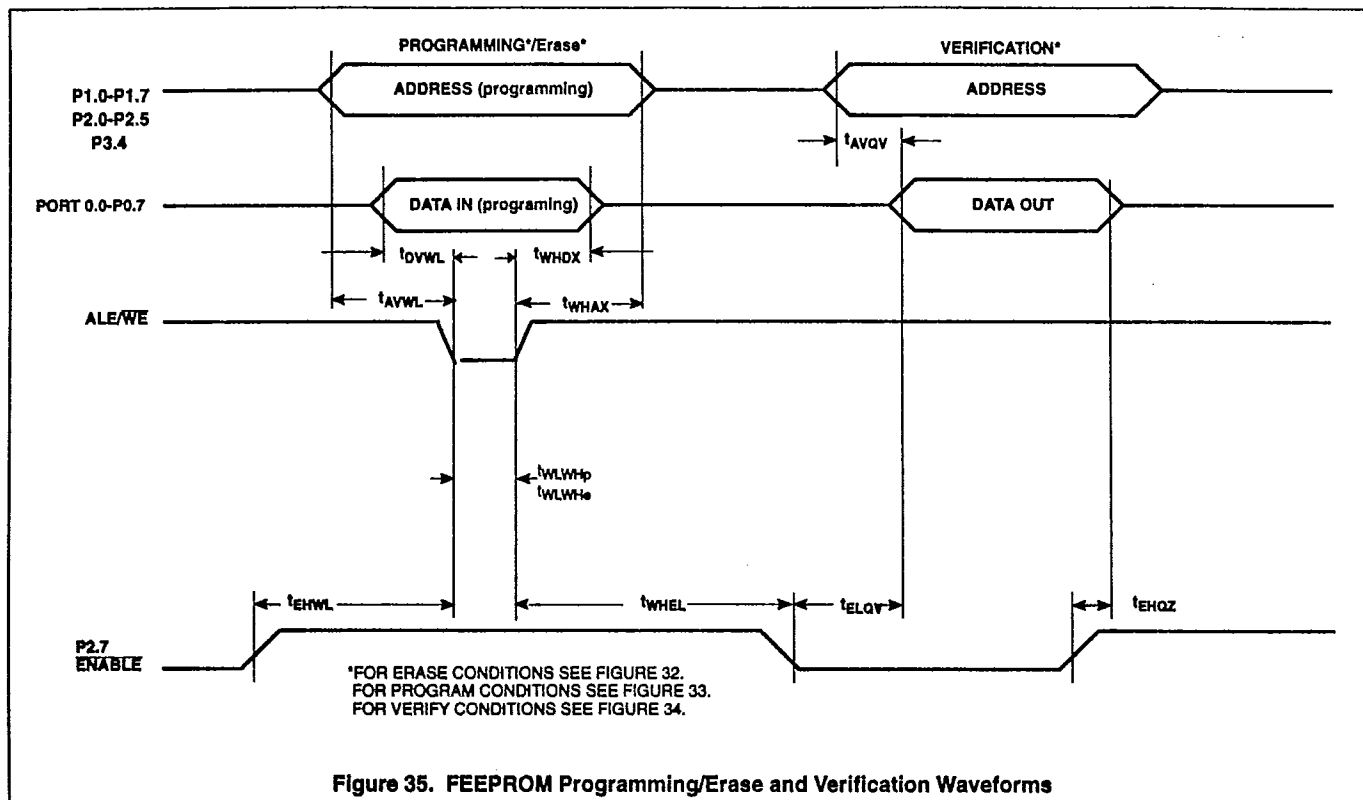 PROGRAMMING*/Erase*
VERIFICATION*
P1.0-P1.7
P2.0-P2.5
P3.4
ADDRESS (programming)
ADDRESS
tAVQV
PORT 0.0-P0.7
DATA IN (programing)
DATA OUT
tDVWL
tWHDX
tAVWL
tWHAX
ALE/WE
tWLWHp
tWLWHe
tEHWL
tWHEL
tELQV
tEHQZ
P2.7
ENABLE
*FOR ERASE CONDITIONS SEE FIGURE 32.
FOR PROGRAM CONDITIONS SEE FIGURE 33.
FOR VERIFY CONDITIONS SEE FIGURE 34.
Figure 35. FEEPROM Programming/Erase and Verification Waveforms